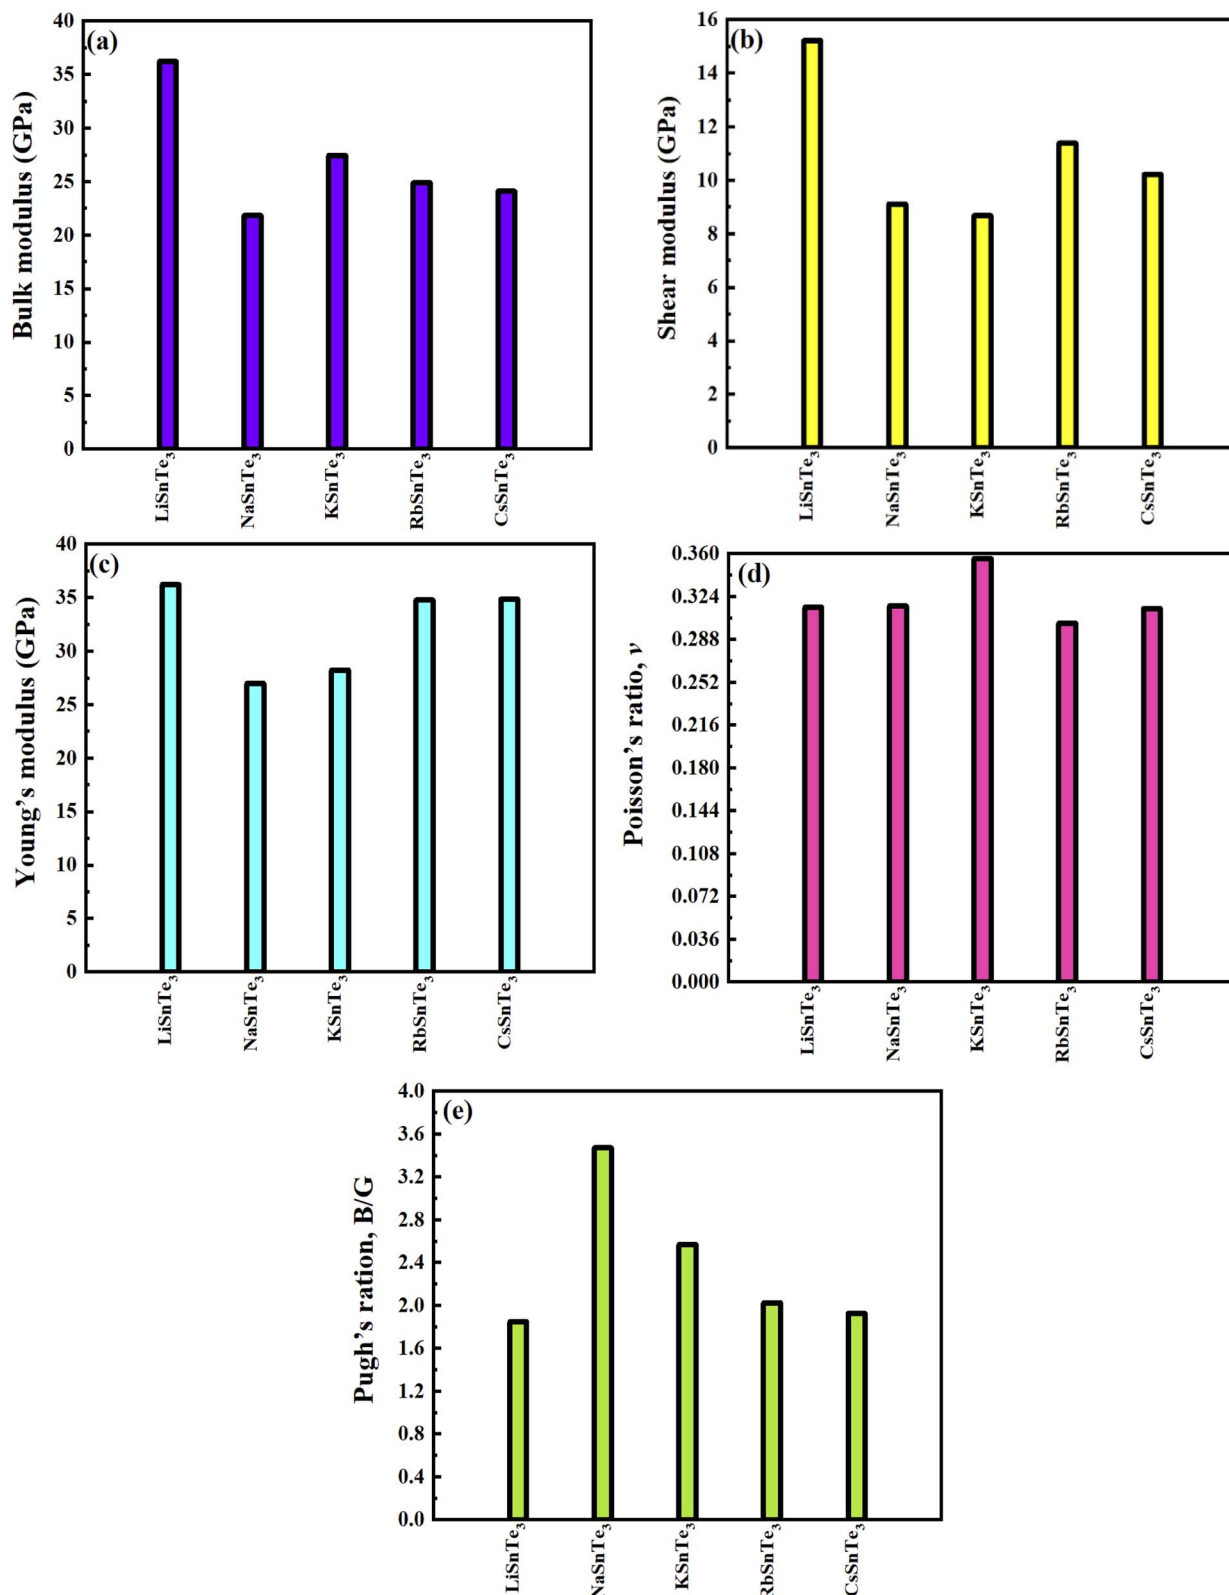 (a)
Bulk modulus (GPa)
40
35
30
25
20
15
10
5
0
LiSnTe₃
NaSnTe₃
KSnTe₃
RbSnTe₃
CsSnTe₃
(b)
Shear modulus (GPa)
16
14
12
10
8
6
4
2
0
LiSnTe₃
NaSnTe₃
KSnTe₃
RbSnTe₃
CsSnTe₃
(c)
Young’s modulus (GPa)
40
35
30
25
20
15
10
5
0
LiSnTe₃
NaSnTe₃
KSnTe₃
RbSnTe₃
CsSnTe₃
(d)
Poisson’s ratio, v
0.360
0.324
0.288
0.252
0.216
0.180
0.144
0.108
0.072
0.036
0.000
LiSnTe₃
NaSnTe₃
KSnTe₃
RbSnTe₃
CsSnTe₃
(e)
Pugh’s ration, B/G
4.0
3.6
3.2
2.8
2.4
2.0
1.6
1.2
0.8
0.4
0.0
LiSnTe₃
NaSnTe₃
KSnTe₃
RbSnTe₃
CsSnTe₃